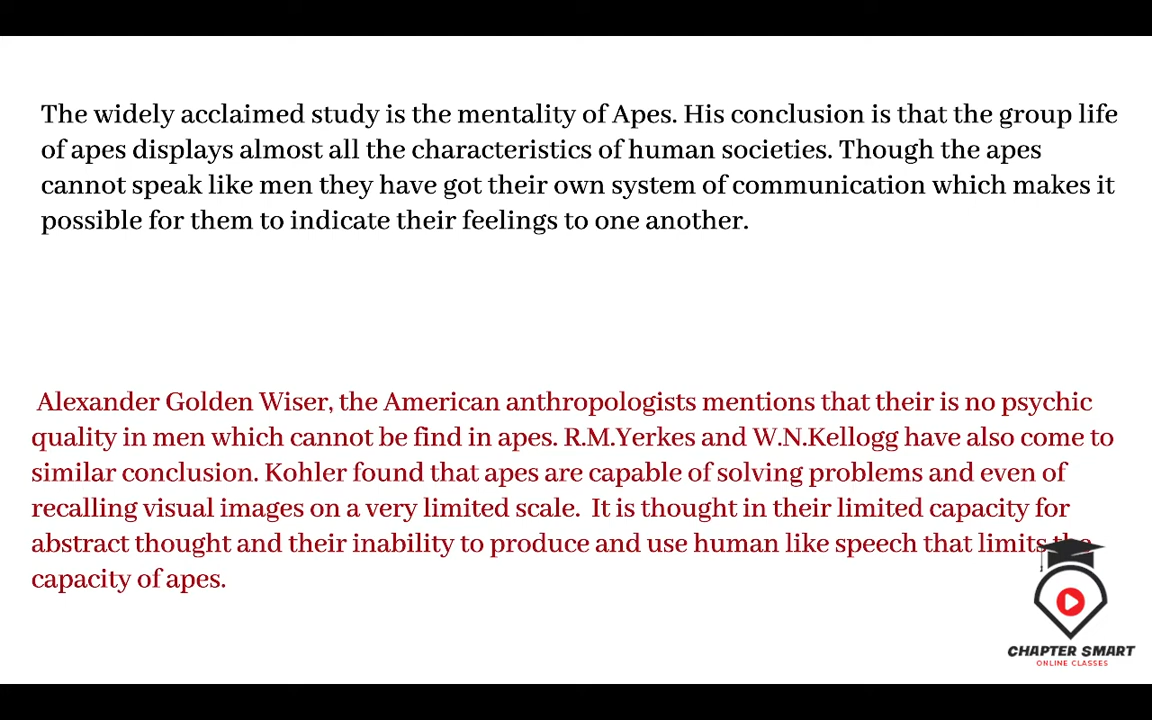 The widely acclaimed study is the mentality of Apes. His conclusion is that the group life
of apes displays almost all the characteristics of human societies. Though the apes
cannot speak like men they have got their own system of communication which makes it
possible for them to indicate their feelings to one another.
Alexander Golden Wiser, the American anthropologists mentions that their is no psychic
quality in men which cannot be find in apes. R.M.Yerkes and W.N.Kellogg have also come to
similar conclusion. Kohler found that apes are capable of solving problems and even of
recalling visual images on a very limited scale. It is thought in their limited capacity for
abstract thought and their inability to produce and use human like speech that limits the
capacity of apes.
CHAPTER SMART
ONLINE CLASSES